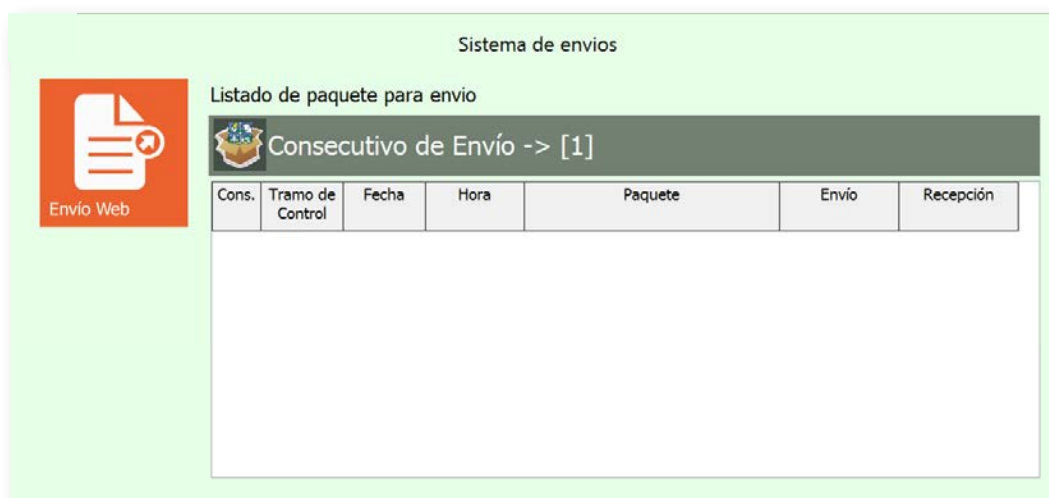 Sistema de envios
Listado de paquete para envio
Consecutivo de Envío -> [1]
Envío Web
Cons. Tramo de Control Fecha Hora Paquete Envío Recepción